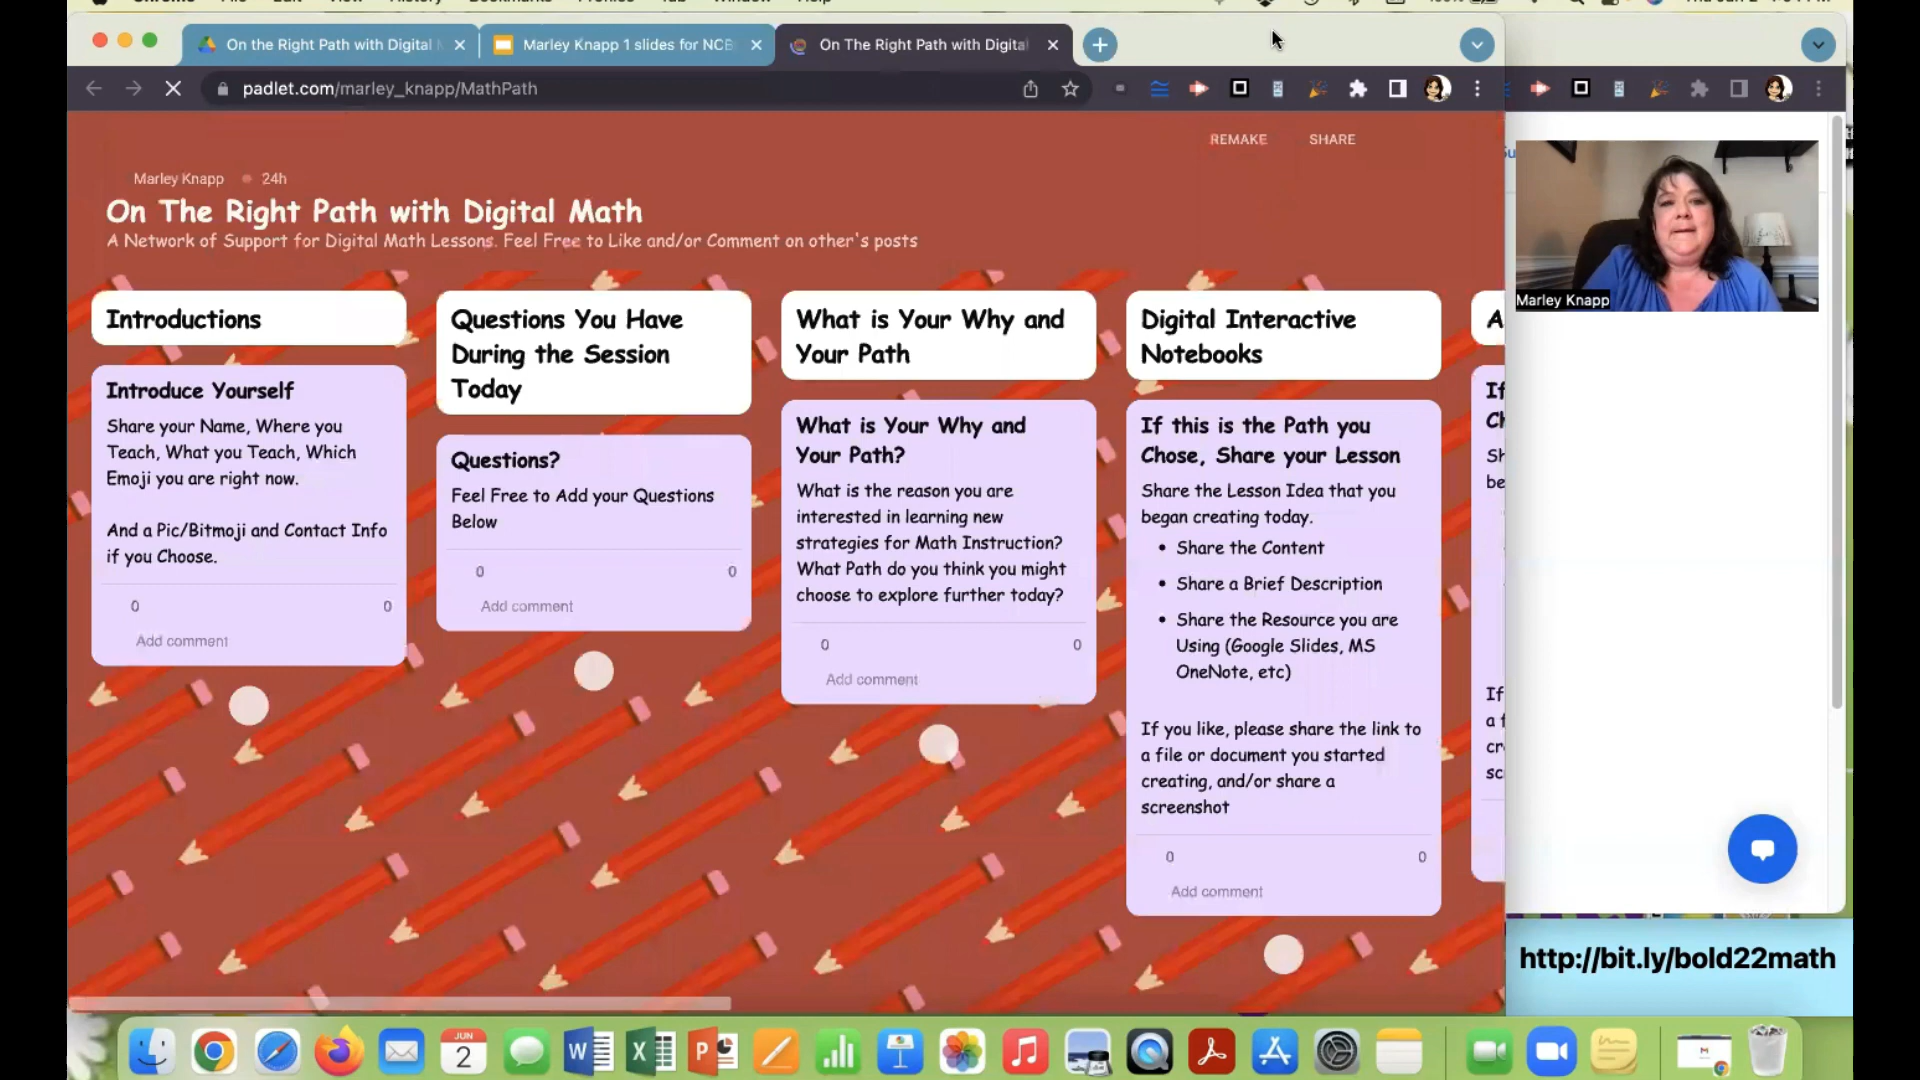 On the Right Path with Digital
Marley Knapp 1 slides for NCB
On The Right Path with Digita
padlet.com/marley_knapp/MathPath
REMAKE SHARE
Marley Knapp 24h
On The Right Path with Digital Math
A Network of Support for Digital Math Lessons. Feel Free to Like and/or Comment on other's posts
Introductions
Introduce Yourself
Share your Name, Where you
Teach, What you Teach, Which
Emoji you are right now.
And a Pic/Bitmoji and Contact Info
if you Choose.
0 0
Add comment
Questions You Have
During the Session
Today
Questions?
Feel Free to Add your Questions
Below
0 0
Add comment
What is Your Why and
Your Path
What is Your Why and
Your Path?
What is the reason you are
interested in learning new
strategies for Math Instruction?
What Path do you think you might
choose to explore further today?
0 0
Add comment
Digital Interactive
Notebooks
If this is the Path you
Chose, Share your Lesson
Share the Lesson Idea that you
began creating today.
• Share the Content
• Share a Brief Description
• Share the Resource you are
Using (Google Slides, MS
OneNote, etc)
If you like, please share the link to
a file or document you started
creating, and/or share a
screenshot
0 0
Add comment
A
If
Ch
Sh
be
If
a f
cr
sc
Su
Marley Knapp
http://bit.ly/bold22math
JUN
2